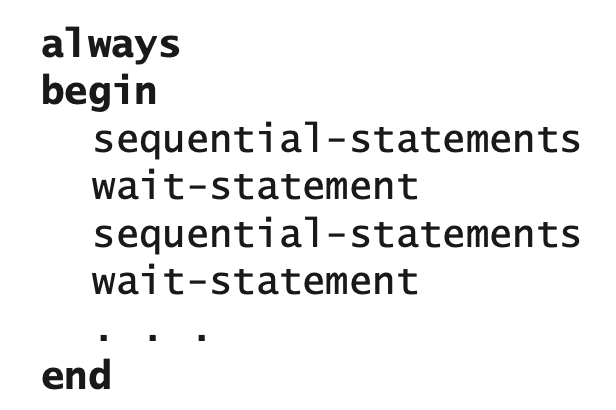 always
begin
sequential-statements
wait-statement
sequential-statements
wait-statement
. . .
end